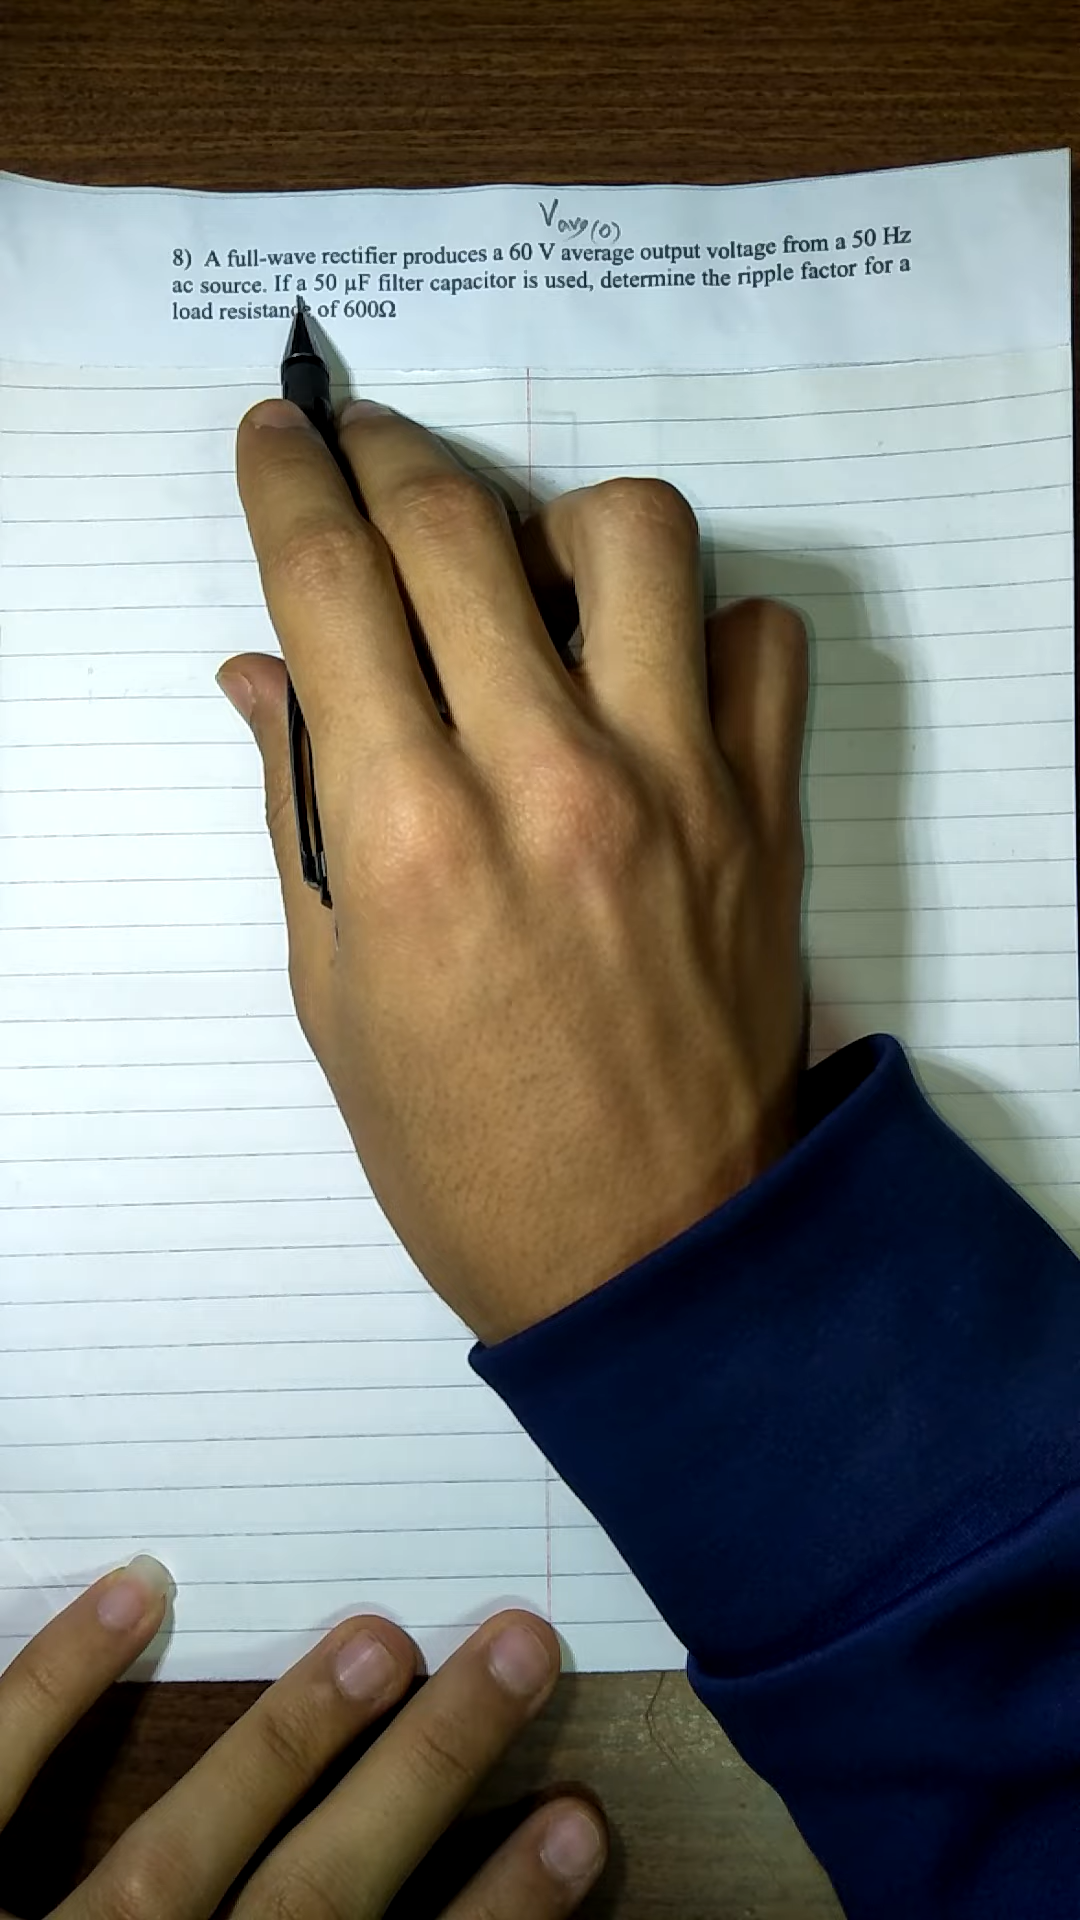 Vavg(o)
8) A full-wave rectifier produces a 60 V average output voltage from a 50 Hz
ac source. If a 50 μF filter capacitor is used, determine the ripple factor for a
load resistance of 600Ω